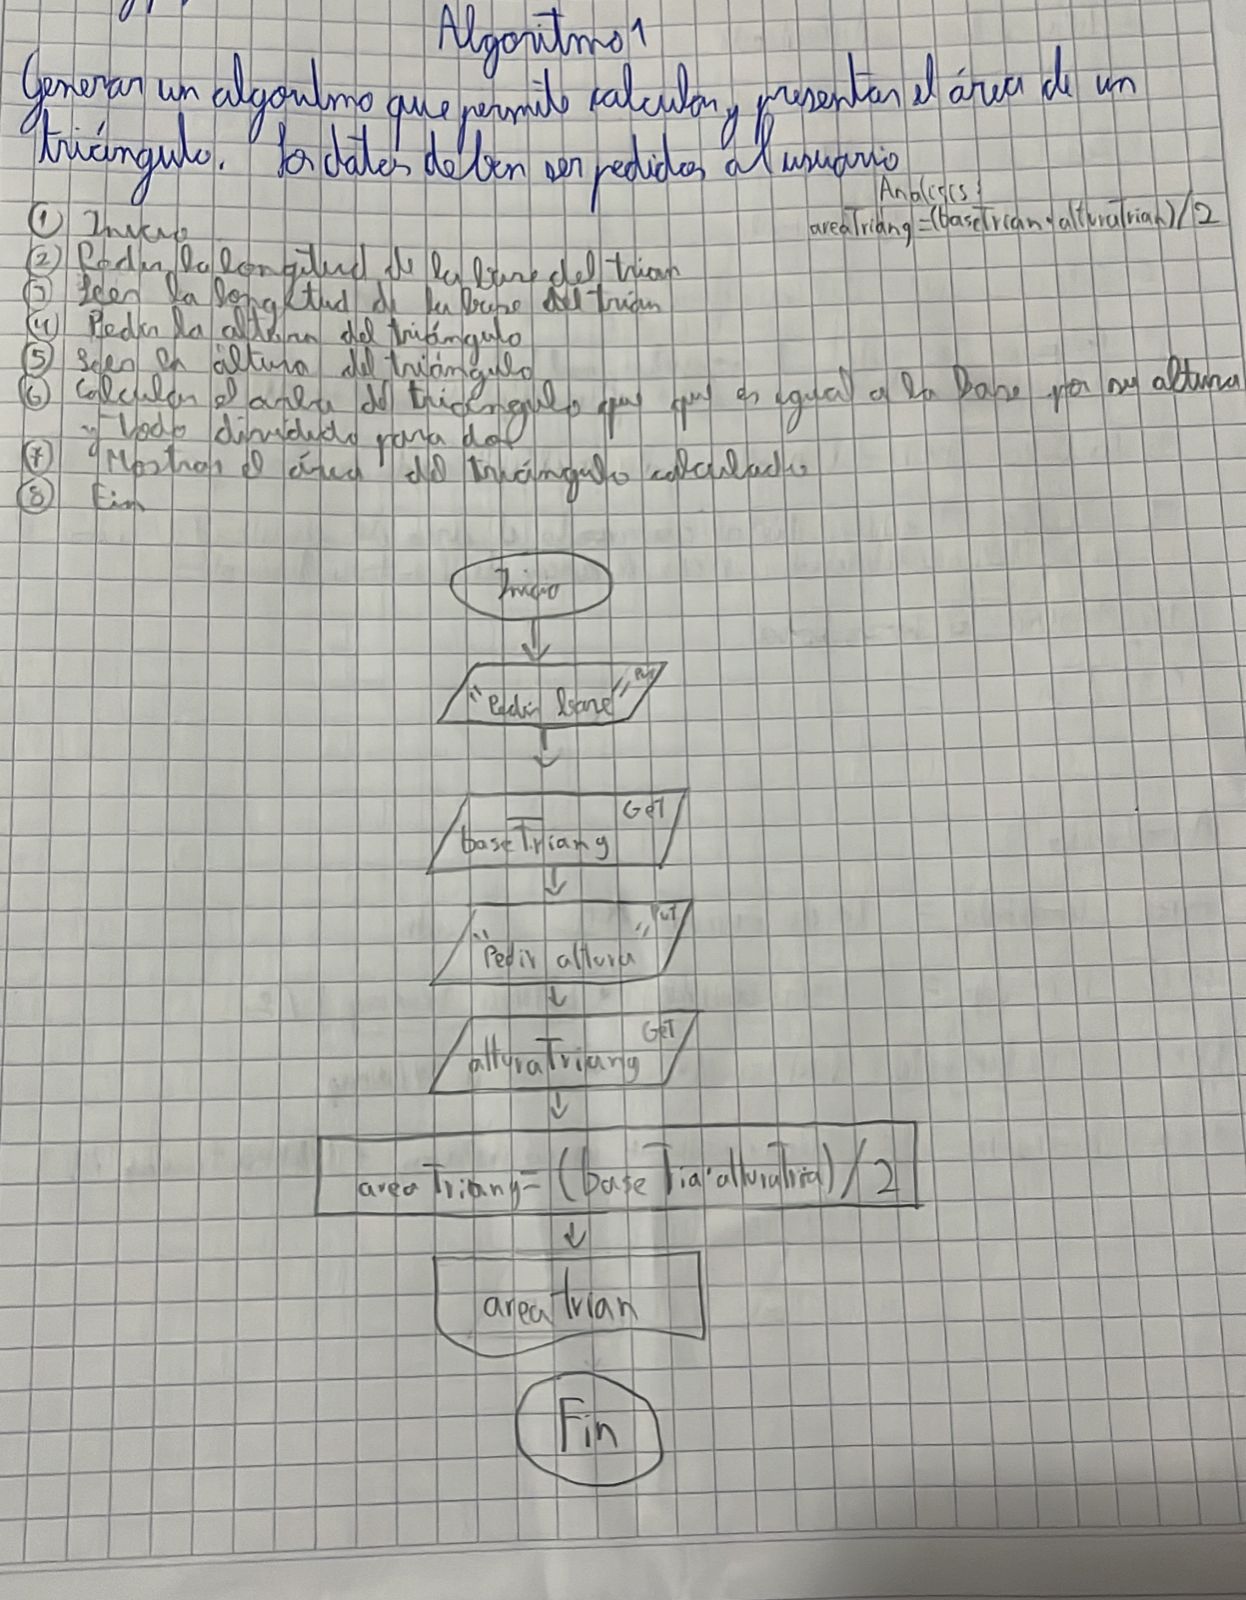 Algoritmo 1
Generar un algoritmo que permita calcular y presentar el área de un
triángulo. Los datos deben ser pedidos al usuario
Analisis:
areaTriang=(baseTrian·alturaTrian)/2
① Inicio
② Pedir la longitud de la base del trian
③ Leer la longitud de la base del trian
④ Pedir la altura del triángulo
⑤ Leer la altura del triángulo
⑥ Calcular el area del triángulo que que es igual a la base por su altura
y todo dividido para dos
⑦ Mostrar el área del triángulo calculado
⑧ Fin
Inicio
Put
"Pedir base"
GET
baseTriang
PUT
"Pedir altura"
GET
alturaTriang
areaTriang=(baseTria·alturaTria)/2
areaTrian
Fin